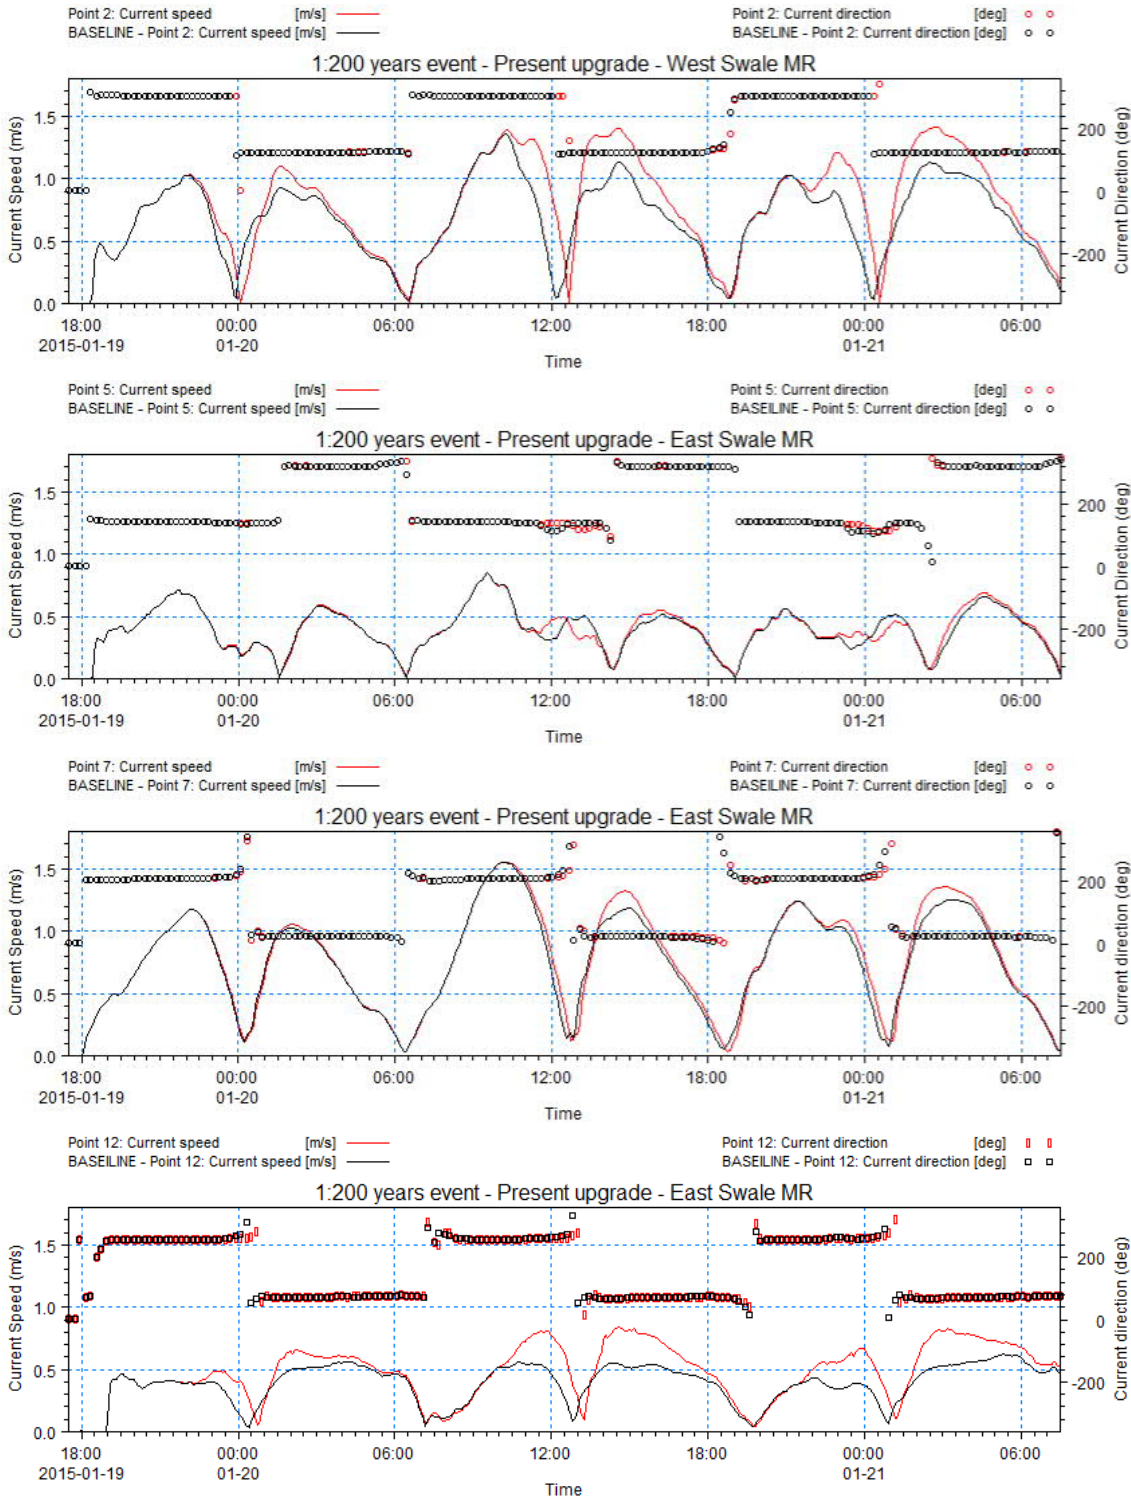 Point 2: Current speed [m/s] Point 2: Current direction [deg]
BASELINE - Point 2: Current speed [m/s] BASELINE - Point 2: Current direction [deg]
1:200 years event - Present upgrade - West Swale MR
Current Speed (m/s)
1.5
1.0
0.5
0.0
200
0
-200
Current Direction (deg)
18:00 00:00 06:00 12:00 18:00 00:00 06:00
2015-01-19 01-20 01-21
Time
Point 5: Current speed [m/s] Point 5: Current direction [deg]
BASELINE - Point 5: Current speed [m/s] BASEILINE - Point 5: Current direction [deg]
1:200 years event - Present upgrade - East Swale MR
Current Speed (m/s)
1.5
1.0
0.5
0.0
200
0
-200
Current Direction (deg)
18:00 00:00 06:00 12:00 18:00 00:00 06:00
2015-01-19 01-20 01-21
Time
Point 7: Current speed [m/s] Point 7: Current direction [deg]
BASELINE - Point 7: Current speed [m/s] BASEILINE - Point 7: Current direction [deg]
1:200 years event - Present upgrade - East Swale MR
Current Speed (m/s)
1.5
1.0
0.5
0.0
200
0
-200
Current direction (deg)
18:00 00:00 06:00 12:00 18:00 00:00 06:00
2015-01-19 01-20 01-21
Time
Point 12: Current speed [m/s] Point 12: Current direction [deg]
BASEILINE - Point 12: Current speed [m/s] BASEILINE - Point 12: Current direction [deg]
1:200 years event - Present upgrade - East Swale MR
Current Speed (m/s)
1.5
1.0
0.5
0.0
200
0
-200
Current direction (deg)
18:00 00:00 06:00 12:00 18:00 00:00 06:00
2015-01-19 01-20 01-21
Time